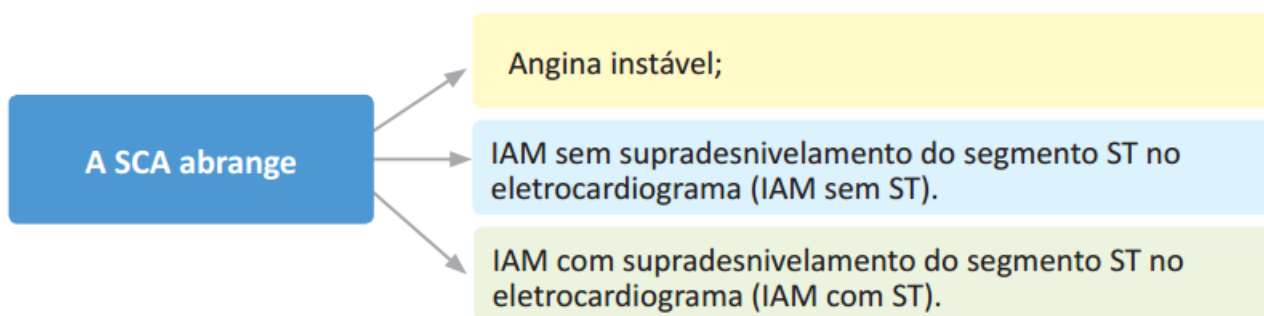 A SCA abrange
Angina instável;
IAM sem supradesnivelamento do segmento ST no
eletrocardiograma (IAM sem ST).
IAM com supradesnivelamento do segmento ST no
eletrocardiograma (IAM com ST).